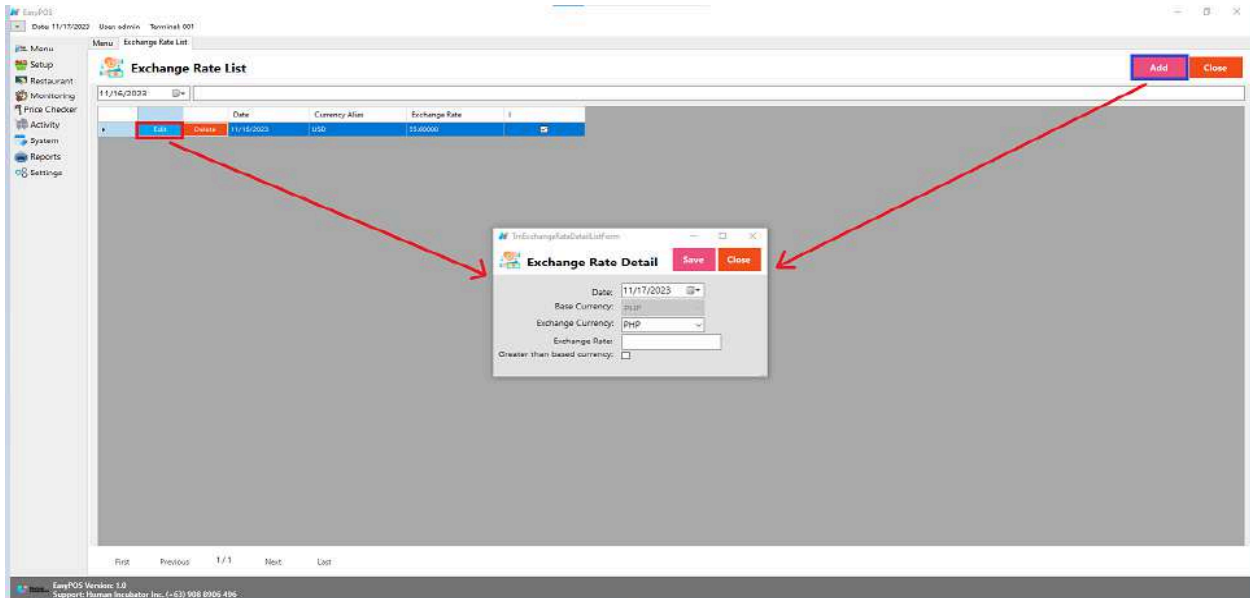 EasyPOS
Date: 11/17/2023 User: admin Terminal: 001
Menu
Setup
Restaurant
Monitoring
Price Checker
Activity
System
Reports
Settings
Menu Exchange Rate List
Exchange Rate List
Add Close
11/16/2023
Date Currency Alias Exchange Rate I
Edit Delete 11/16/2023 USD 55.60000
TrnExchangeRateDetailListForm
Exchange Rate Detail Save Close
Date: 11/17/2023
Base Currency: PHP
Exchange Currency: PHP
Exchange Rate:
Greater than based currency:
First Previous 1 / 1 Next Last
EasyPOS Version: 1.0
Support: Human Incubator Inc. (+63) 908 8906 496